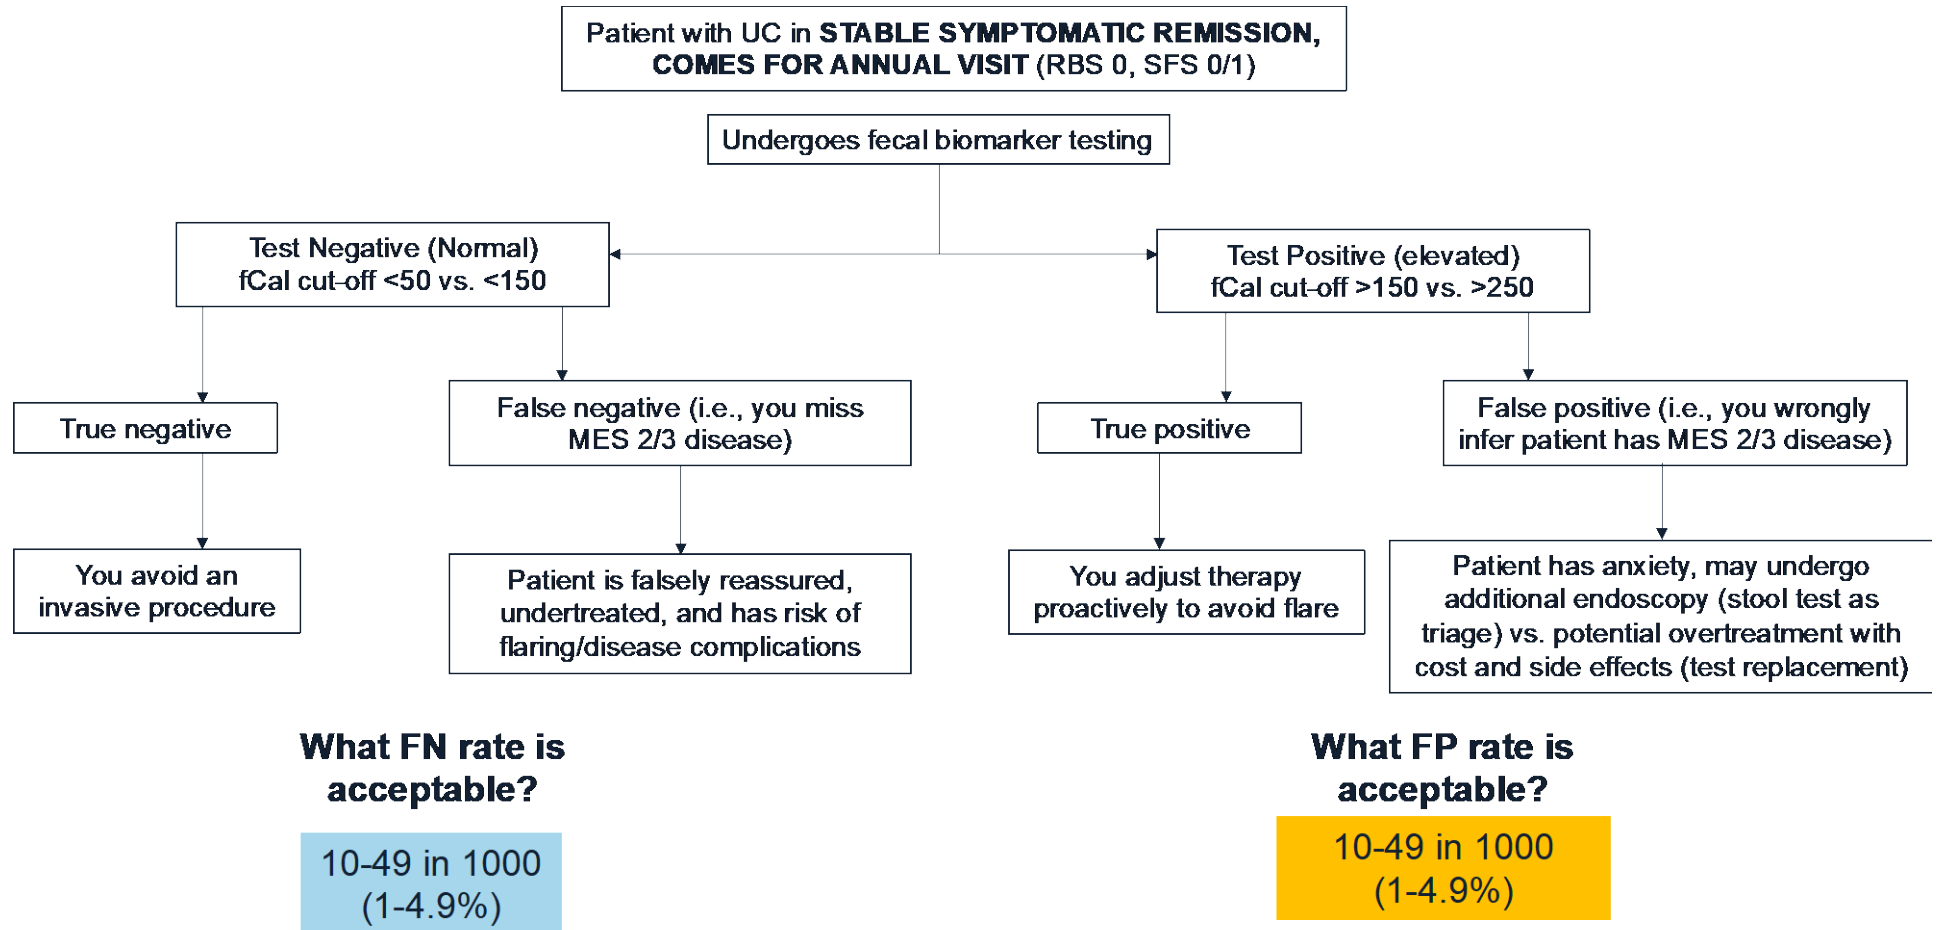 Patient with UC in STABLE SYMPTOMATIC REMISSION,
COMES FOR ANNUAL VISIT (RBS 0, SFS 0/1)
Undergoes fecal biomarker testing
Test Negative (Normal)
fCal cut-off <50 vs. <150
Test Positive (elevated)
fCal cut-off >150 vs. >250
True negative
False negative (i.e., you miss
MES 2/3 disease)
True positive
False positive (i.e., you wrongly
infer patient has MES 2/3 disease)
You avoid an
invasive procedure
Patient is falsely reassured,
undertreated, and has risk of
flaring/disease complications
You adjust therapy
proactively to avoid flare
Patient has anxiety, may undergo
additional endoscopy (stool test as
triage) vs. potential overtreatment with
cost and side effects (test replacement)
What FN rate is
acceptable?
10-49 in 1000
(1-4.9%)
What FP rate is
acceptable?
10-49 in 1000
(1-4.9%)